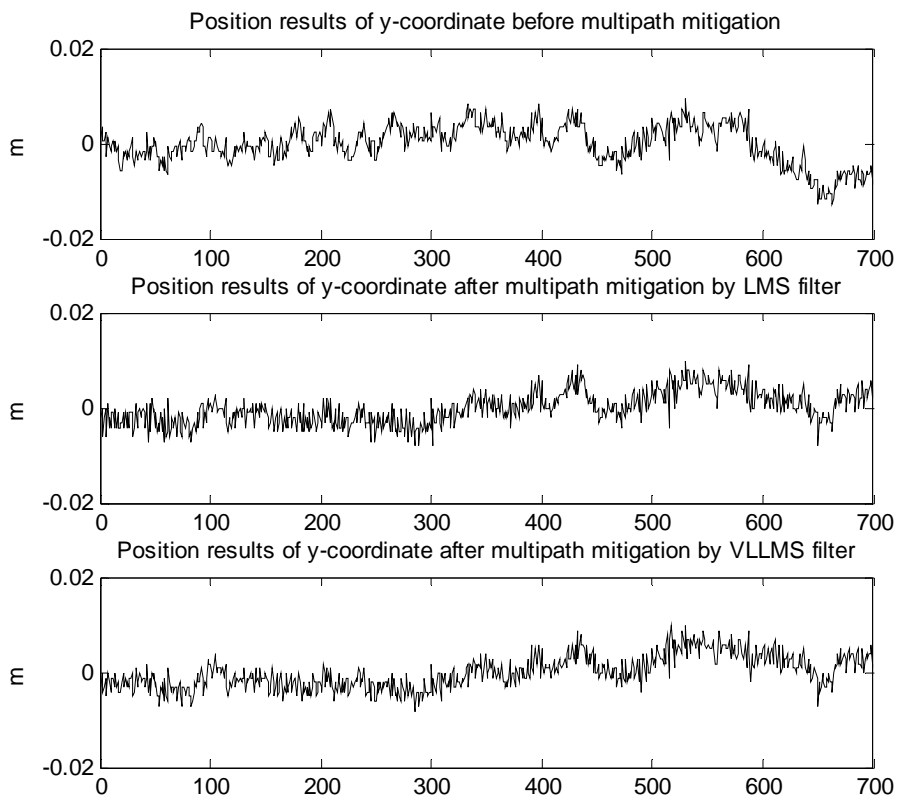 Position results of y-coordinate before multipath mitigation
0.02
m
0
-0.02
0 100 200 300 400 500 600 700
Position results of y-coordinate after multipath mitigation by LMS filter
0.02
m
0
-0.02
0 100 200 300 400 500 600 700
Position results of y-coordinate after multipath mitigation by VLLMS filter
0.02
m
0
-0.02
0 100 200 300 400 500 600 700